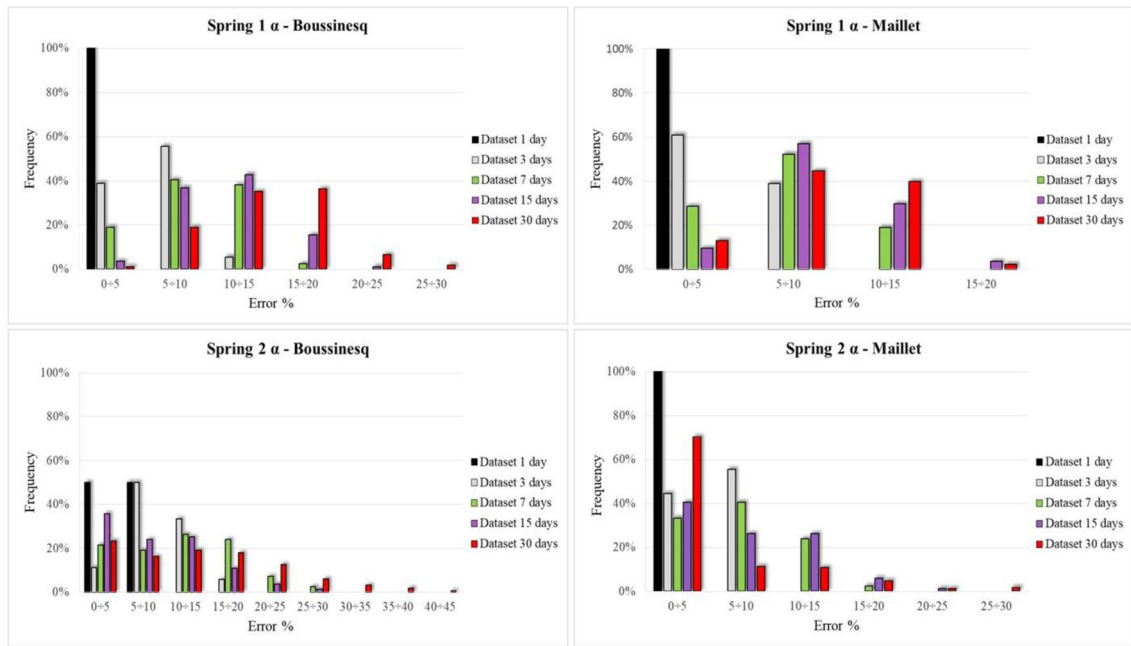 Spring 1 α - Boussinesq
100%
80%
60%
40%
20%
0%
Frequency
0÷5 5÷10 10÷15 15÷20 20÷25 25÷30
Error %
Dataset 1 day
Dataset 3 days
Dataset 7 days
Dataset 15 days
Dataset 30 days
Spring 1 α - Maillet
100%
80%
60%
40%
20%
0%
Frequency
0÷5 5÷10 10÷15 15÷20
Error %
Dataset 1 day
Dataset 3 days
Dataset 7 days
Dataset 15 days
Dataset 30 days
Spring 2 α - Boussinesq
100%
80%
60%
40%
20%
0%
Frequency
0÷5 5÷10 10÷15 15÷20 20÷25 25÷30 30÷35 35÷40 40÷45
Error %
Dataset 1 day
Dataset 3 days
Dataset 7 days
Dataset 15 days
Dataset 30 days
Spring 2 α - Maillet
100%
80%
60%
40%
20%
0%
Frequency
0÷5 5÷10 10÷15 15÷20 20÷25 25÷30
Error %
Dataset 1 day
Dataset 3 days
Dataset 7 days
Dataset 15 days
Dataset 30 days